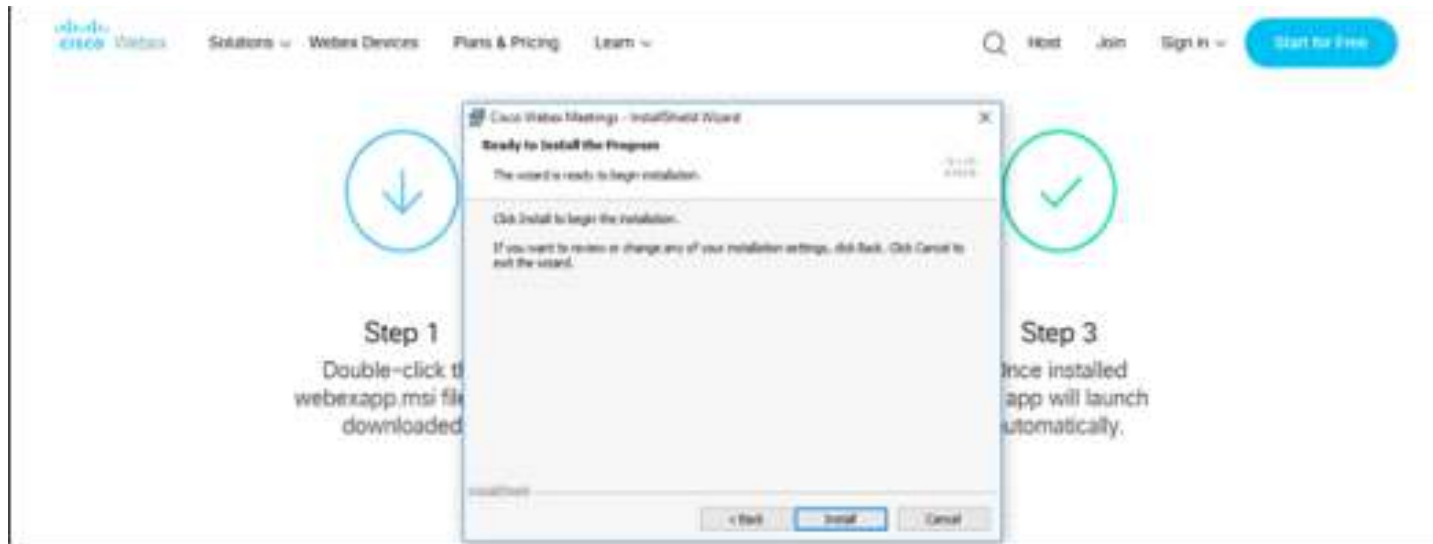 cisco Webex
Solutions Webex Devices Plans & Pricing Learn
Host Join Sign in Start for Free
Cisco Webex Meetings - InstallShield Wizard
Ready to Install the Program
The wizard is ready to begin installation.
Click Install to begin the installation.
If you want to review or change any of your installation settings, click Back. Click Cancel to
exit the wizard.
InstallShield
< Back Install Cancel
Step 1
Double-click t
webexapp.msi file
downloaded
Step 3
Once installed
app will launch
utomatically.